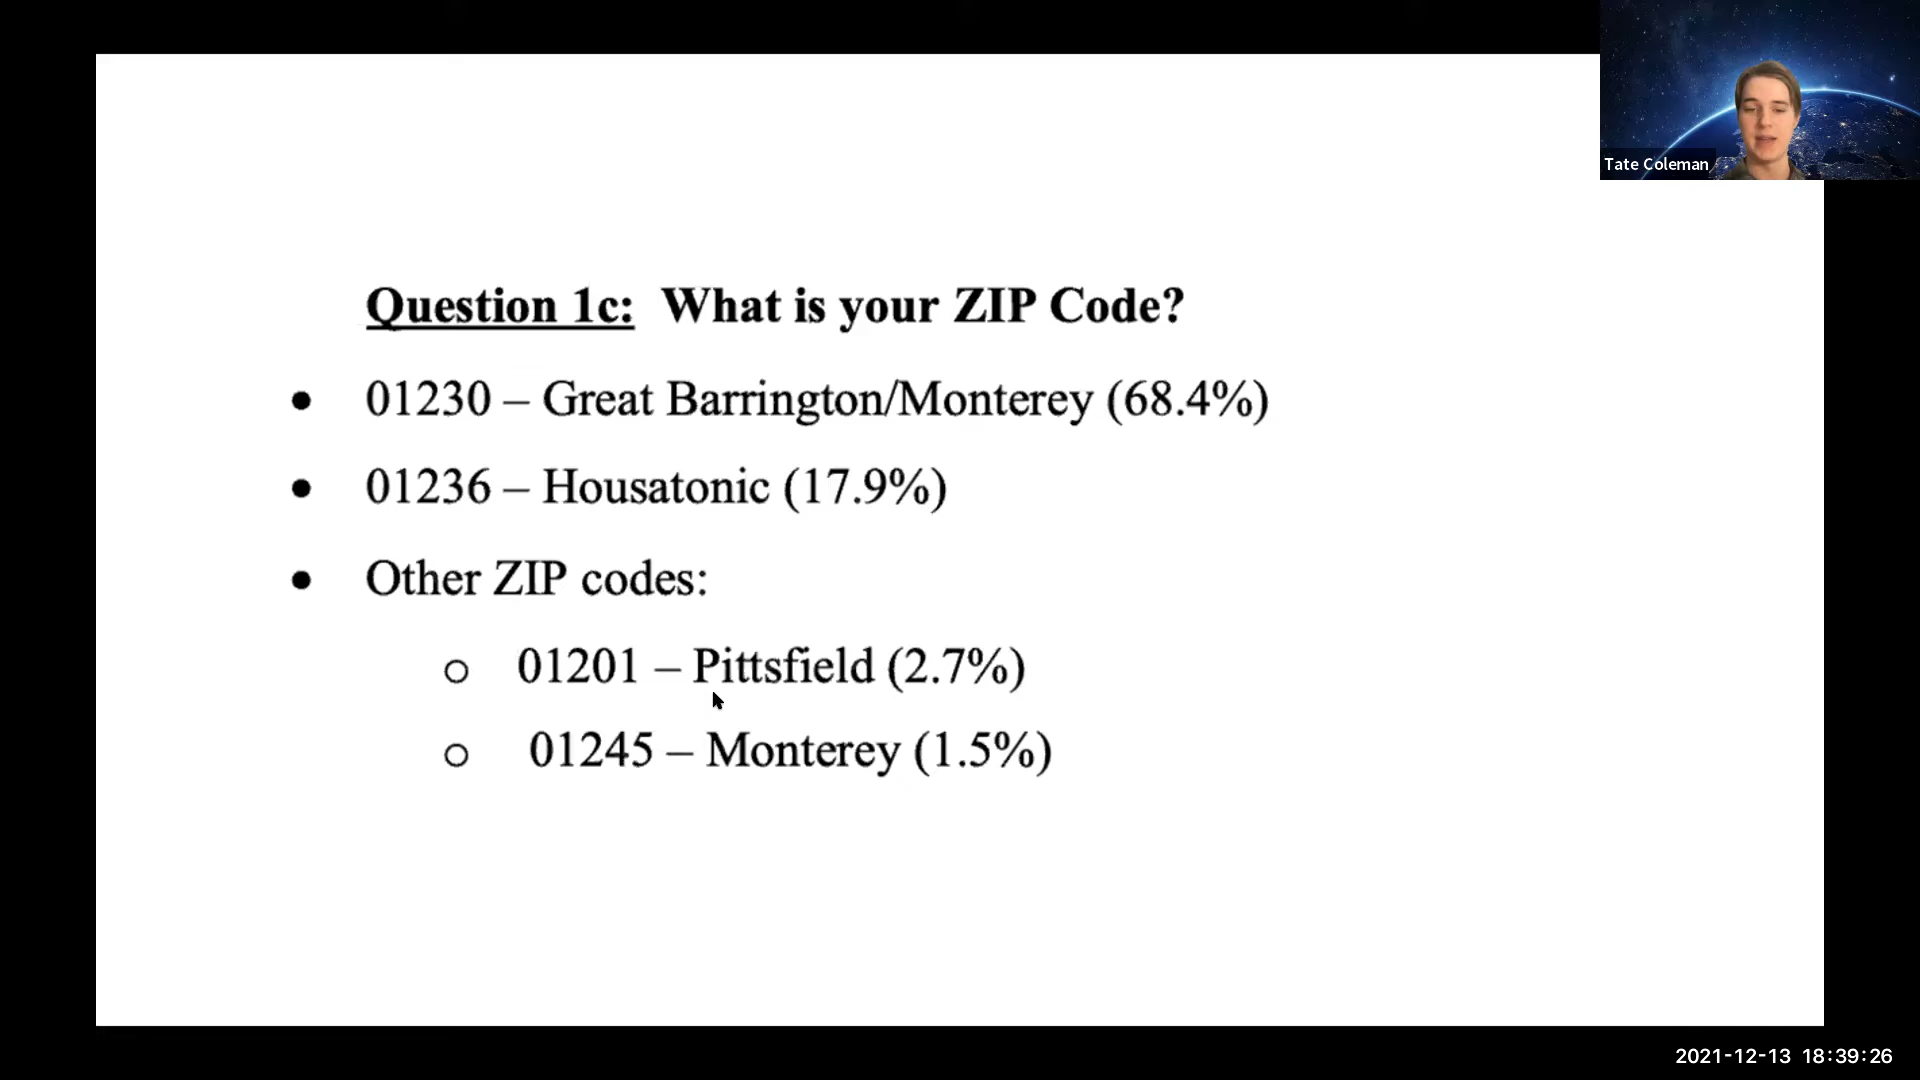 Tate Coleman
Question 1c: What is your ZIP Code?
● 01230 – Great Barrington/Monterey (68.4%)
● 01236 – Housatonic (17.9%)
● Other ZIP codes:
○ 01201 – Pittsfield (2.7%)
○ 01245 – Monterey (1.5%)
2021-12-13 18:39:26